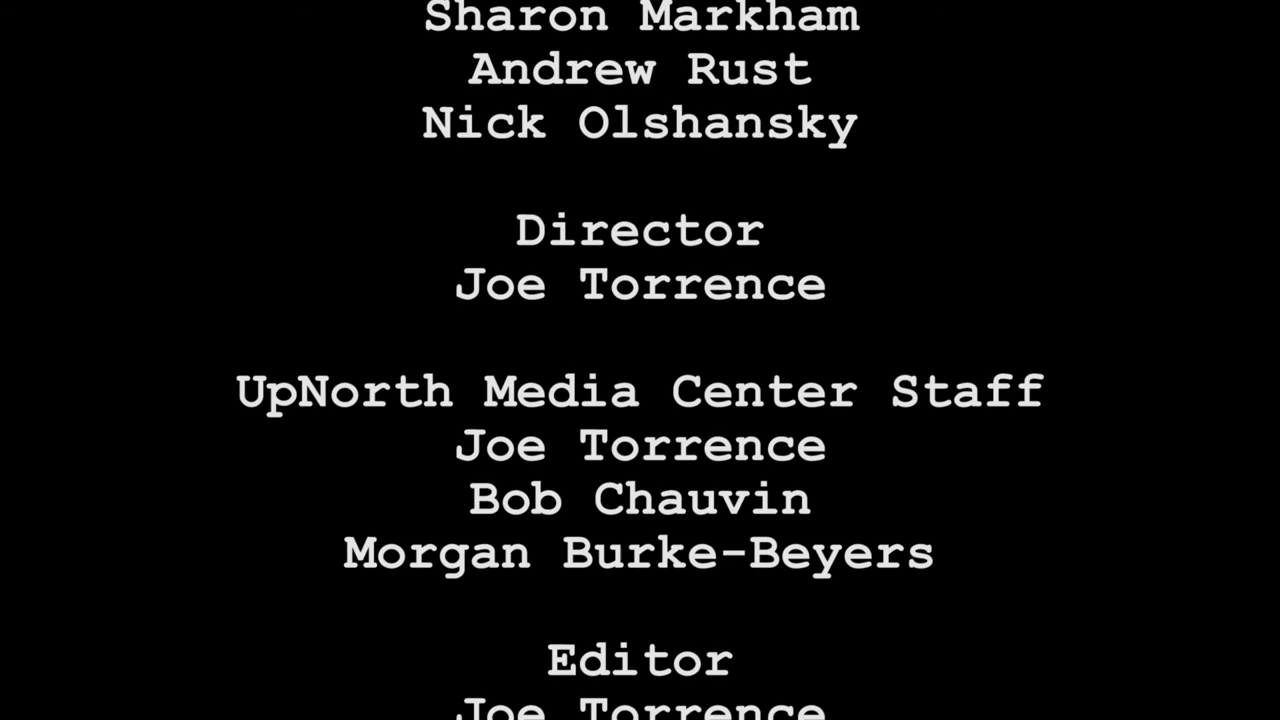 Sharon Markham
Andrew Rust
Nick Olshansky
Director
Joe Torrence
UpNorth Media Center Staff
Joe Torrence
Bob Chauvin
Morgan Burke-Beyers
Editor
Joe Torrence